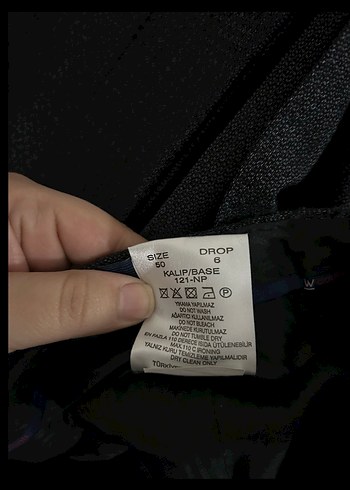 SIZE DROP
50 6
KALIP/BASE
121-NP
P
YIKAMA YAPILMAZ
DO NOT WASH
AĞARTICI KULLANILMAZ
DO NOT BLEACH
MAKİNEDE KURUTULMAZ
DO NOT TUMBLE DRY
EN FAZLA 110 DERECE ISIDA ÜTÜLENEBİLİR
MAX.110 C IRONING
YALNIZ KURU TEMİZLEME YAPILMALIDIR
DRY CLEAN ONLY
W